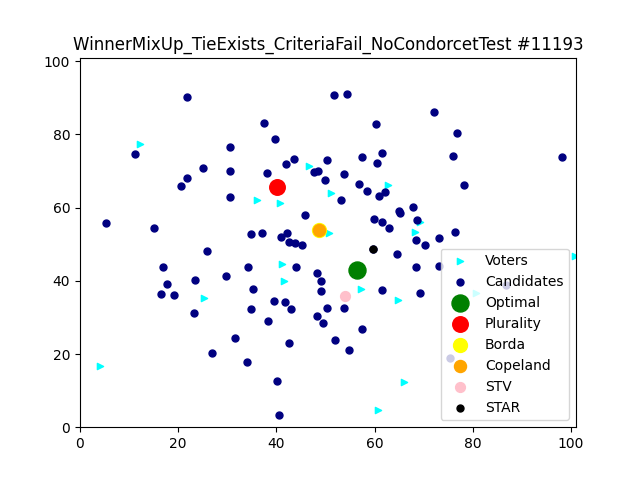 WinnerMixUp_TieExists_CriteriaFail_NoCondorcetTest #11193
100
80
60
40
20
0
0 20 40 60 80 100
Voters
Candidates
Optimal
Plurality
Borda
Copeland
STV
STAR